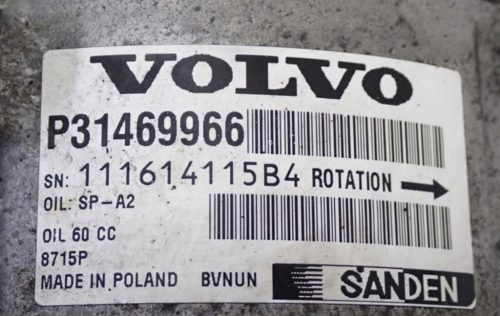 VOLVO
P31469966
SN: 111614115B4 ROTATION →
OIL: SP-A2
OIL 60 CC
8715P
MADE IN POLAND BVNUN SANDEN